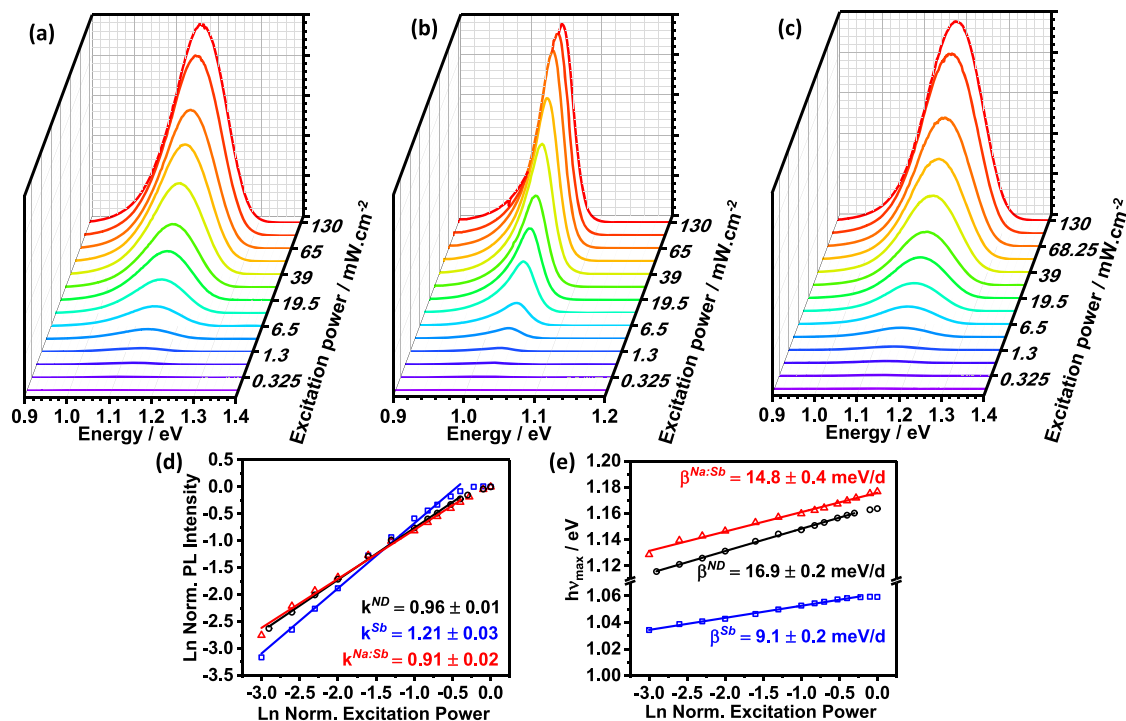 (a)
130
65
39
19.5
6.5
1.3
0.325
Excitation power / mW.cm-2
0.9 1.0 1.1 1.2 1.3 1.4
Energy / eV
(b)
130
65
39
19.5
6.5
1.3
0.325
Excitation power / mW.cm-2
0.9 1.0 1.1 1.2
Energy / eV
(c)
130
68.25
39
19.5
6.5
1.3
0.325
Excitation power / mW.cm-2
0.9 1.0 1.1 1.2 1.3 1.4
Energy / eV
(d)
Ln Norm. PL Intensity
0.5
0.0
-0.5
-1.0
-1.5
-2.0
-2.5
-3.0
-3.5
kND = 0.96 ± 0.01
kSb = 1.21 ± 0.03
kNa:Sb = 0.91 ± 0.02
-3.0 -2.5 -2.0 -1.5 -1.0 -0.5 0.0
Ln Norm. Excitation Power
(e)
hνmax / eV
1.20
1.18
1.16
1.14
1.12
1.06
1.04
1.02
1.00
βNa:Sb = 14.8 ± 0.4 meV/d
βND = 16.9 ± 0.2 meV/d
βSb = 9.1 ± 0.2 meV/d
-3.0 -2.5 -2.0 -1.5 -1.0 -0.5 0.0
Ln Norm. Excitation Power